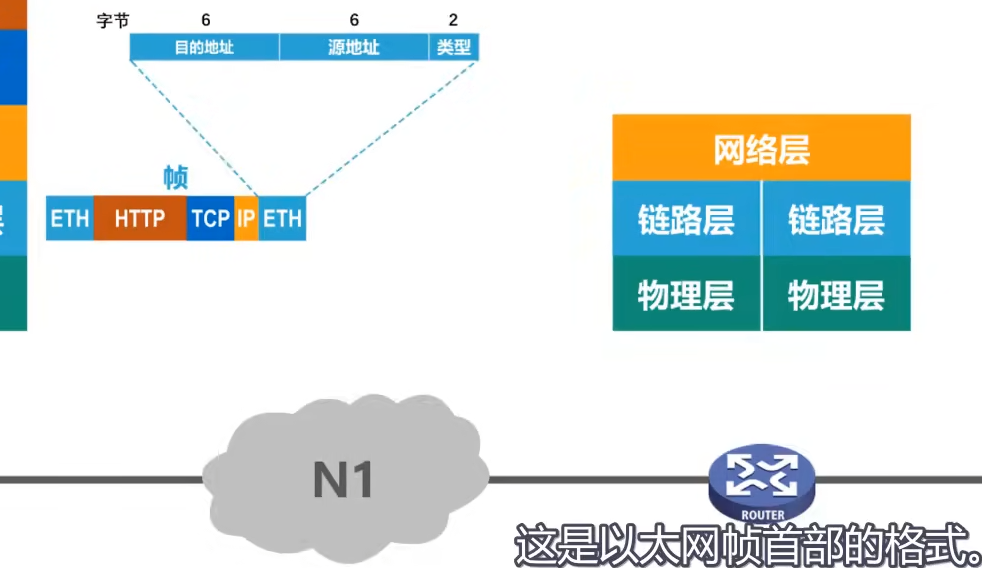 字节 6 6 2
目的地址 源地址 类型
帧
ETH HTTP TCP IP ETH
网络层
链路层 链路层
物理层 物理层
层
N1
ROUTER
这是以太网帧首部的格式。